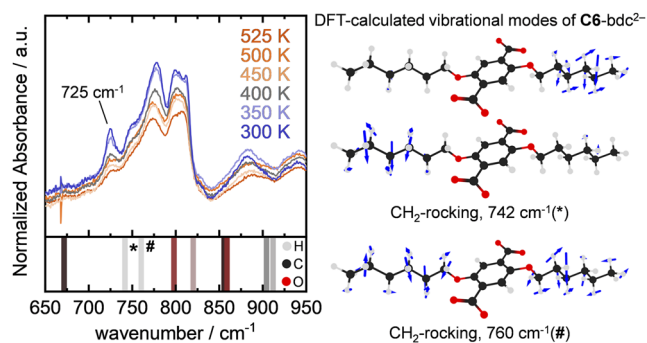 Normalized Absorbance / a.u.
525 K
500 K
450 K
400 K
350 K
300 K
725 cm⁻¹
* #
H
C
O
650 700 750 800 850 900 950
wavenumber / cm⁻¹
DFT-calculated vibrational modes of C6-bdc²⁻
CH₂-rocking, 742 cm⁻¹(*)
CH₂-rocking, 760 cm⁻¹(#)